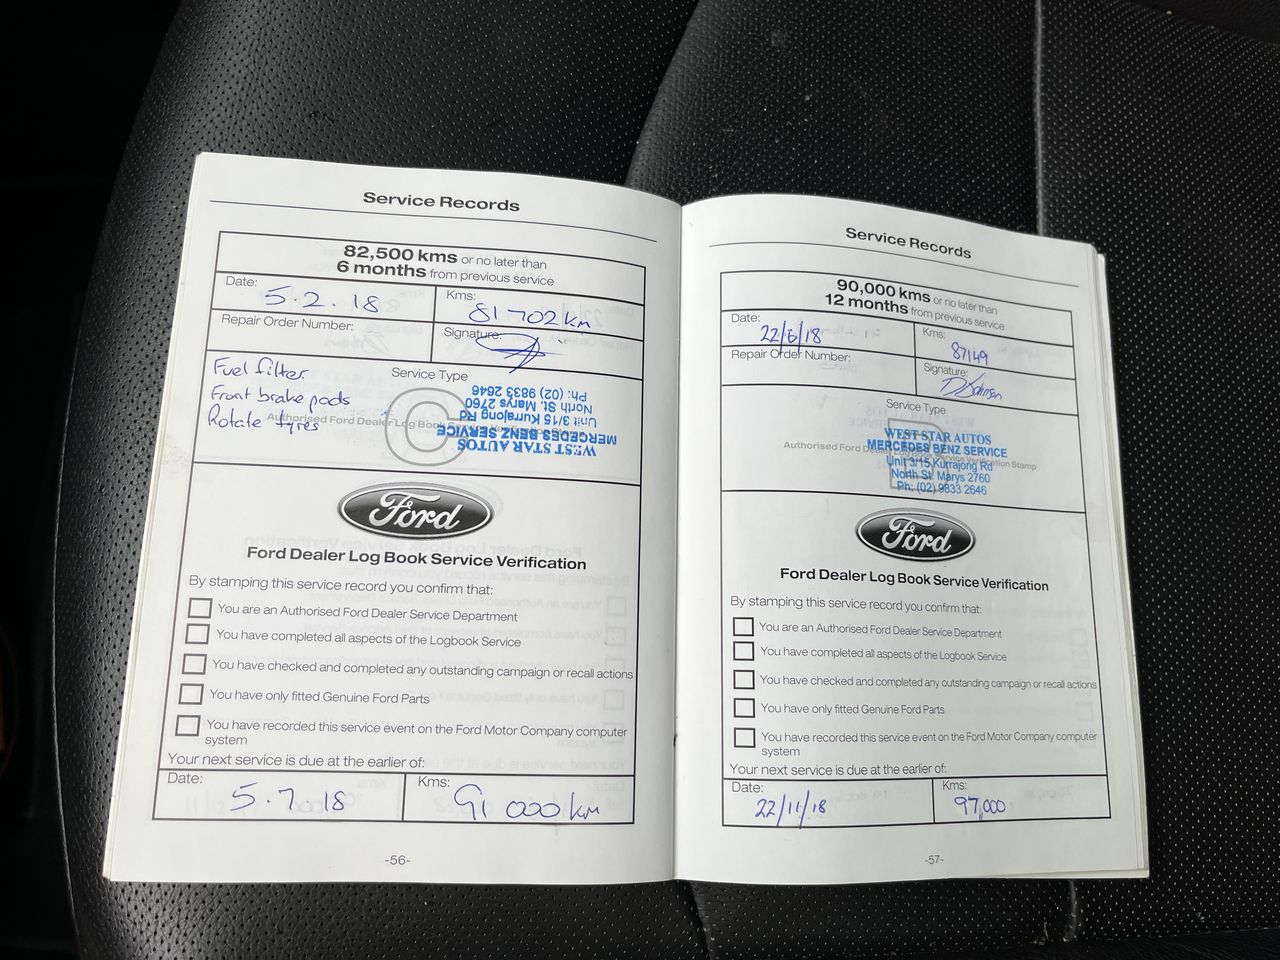 Service Records
82,500 kms or no later than
6 months from previous service
Date: 5.2.18
Kms: 81 702 km
Repair Order Number:
Signature:
Fuel filter
Front brake pads
Rotate tyres
Service Type
C
Authorised Ford Dealer Log Book Service Verification Stamp
WEST STAR AUTOS
MERCEDES BENZ SERVICE
Unit 3/15 Kurrajong Rd
North St. Marys 2760
Ph: (02) 9833 2646
Ford
Ford Dealer Log Book Service Verification
By stamping this service record you confirm that:
You are an Authorised Ford Dealer Service Department
You have completed all aspects of the Logbook Service
You have checked and completed any outstanding campaign or recall actions
You have only fitted Genuine Ford Parts
You have recorded this service event on the Ford Motor Company computer
system
Your next service is due at the earlier of:
Date: 5.7.18
Kms: 91 000 km
-56-
Service Records
90,000 kms or no later than
12 months from previous service
Date: 22/6/18
Kms: 87149
Repair Order Number:
Signature:
Service Type
Authorised Ford Dealer Log Book Service Verification Stamp
WEST STAR AUTOS
MERCEDES BENZ SERVICE
Unit 3/15 Kurrajong Rd
North St. Marys 2760
Ph: (02) 9833 2646
Ford
Ford Dealer Log Book Service Verification
By stamping this service record you confirm that:
You are an Authorised Ford Dealer Service Department
You have completed all aspects of the Logbook Service
You have checked and completed any outstanding campaign or recall actions
You have only fitted Genuine Ford Parts
You have recorded this service event on the Ford Motor Company computer
system
Your next service is due at the earlier of:
Date: 22/11/18
Kms: 97,000
-57-